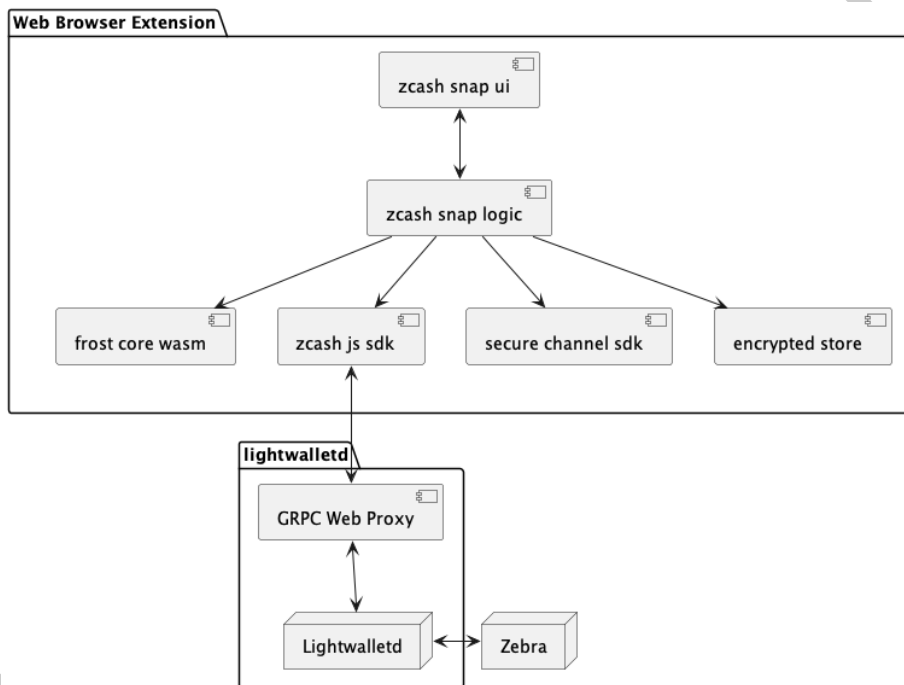 Web Browser Extension
zcash snap ui
zcash snap logic
frost core wasm
zcash js sdk
secure channel sdk
encrypted store
lightwalletd
GRPC Web Proxy
Lightwalletd
Zebra